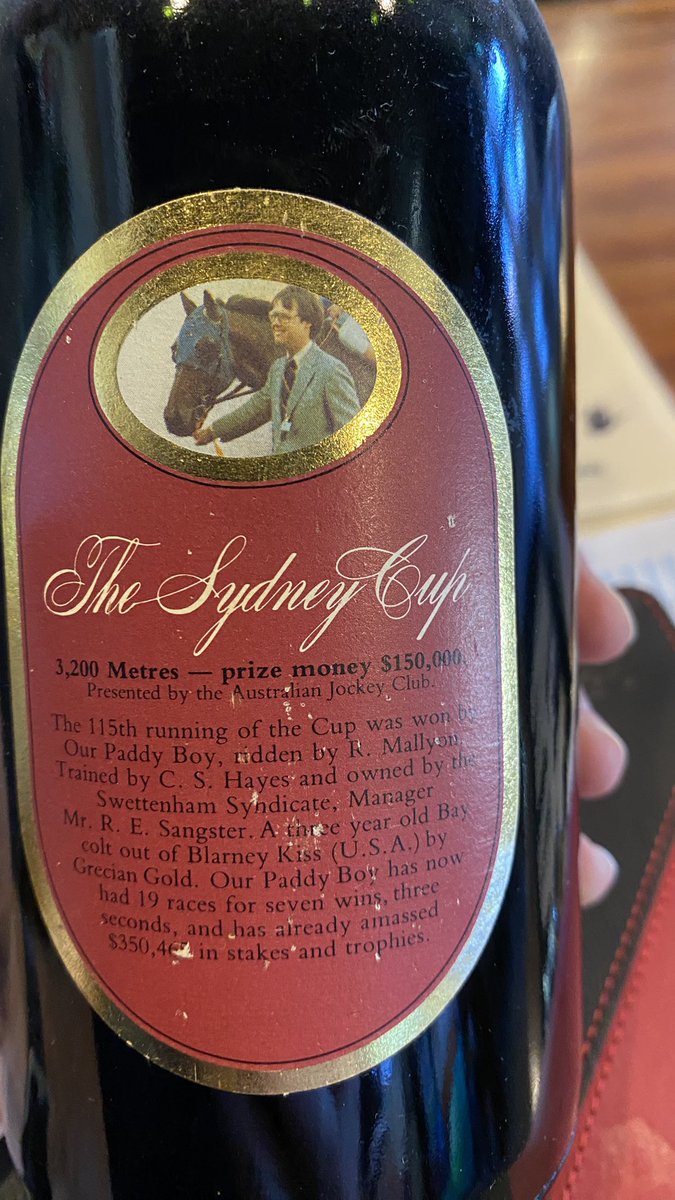 The Sydney Cup
3,200 Metres — prize money $150,000.
Presented by the Australian Jockey Club.
The 115th running of the Cup was won by
Our Paddy Boy, ridden by R. Mallyon,
Trained by C. S. Hayes and owned by the
Swettenham Syndicate, Manager
Mr. R. E. Sangster. A three year old Bay
colt out of Blarney Kiss (U.S.A.) by
Grecian Gold. Our Paddy Boy has now
had 19 races for seven wins, three
seconds, and has already amassed
in stakes and trophies.